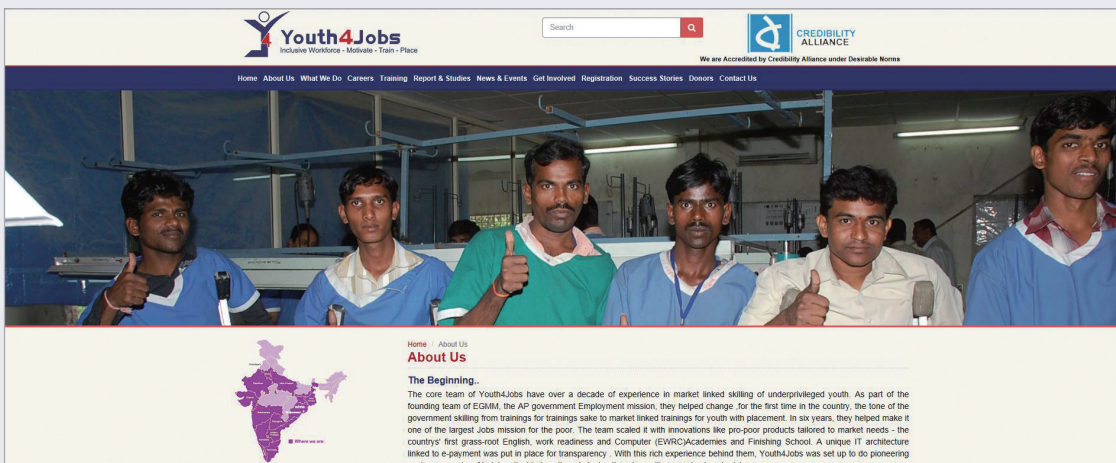 Youth4Jobs
Inclusive Workforce - Motivate - Train - Place
Search
CREDIBILITY
ALLIANCE
We are Accredited by Credibility Alliance under Desirable Norms
Home About Us What We Do Careers Training Report & Studies News & Events Get Involved Registration Success Stories Donors Contact Us
Home / About Us
About Us
The Beginning..
The core team of Youth4Jobs have over a decade of experience in market linked skilling of underprivileged youth. As part of the
founding team of EGMM, the AP government Employment mission, they helped change ,for the first time in the country, the tone of the
government skilling from trainings for trainings sake to market linked trainings for youth with placement. In six years, they helped make it
one of the largest Jobs mission for the poor. The team scaled it with innovations like pro-poor products tailored to market needs - the
countrys' first grass-root English, work readiness and Computer (EWRC)Academies and Finishing School. A unique IT architecture
linked to e-payment was put in place for transparency . With this rich experience behind them, Youth4Jobs was set up to do pioneering
Where we are